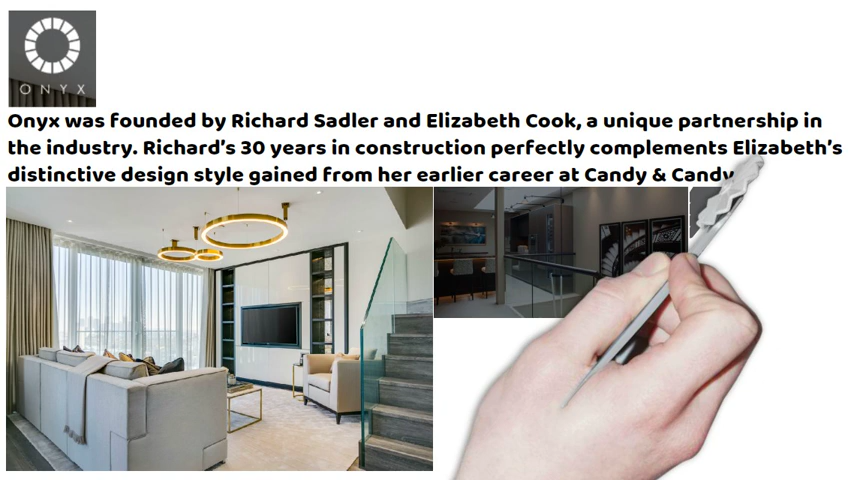 ONYX
Onyx was founded by Richard Sadler and Elizabeth Cook, a unique partnership in
the industry. Richard’s 30 years in construction perfectly complements Elizabeth’s
distinctive design style gained from her earlier career at Candy & Candy